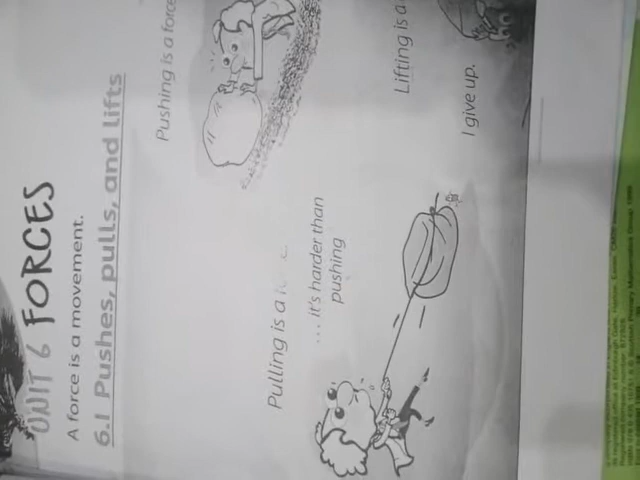 UNIT 6 FORCES
A force is a movement.
6.1 Pushes, pulls, and lifts
Pushing is a force
Pulling is a
... it's harder than
pushing
Lifting is a
I give up.